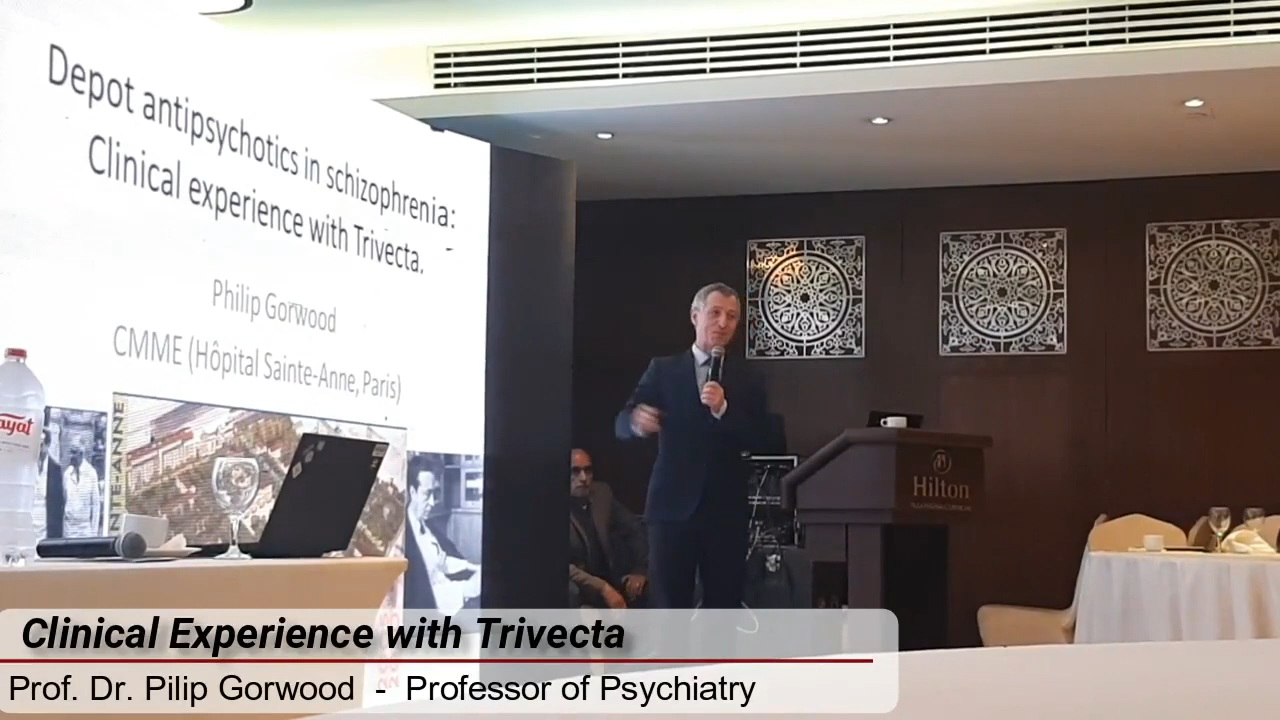 Depot antipsychotics in schizophrenia:
Clinical experience with Trivecta.
Philip Gorwood
CMME (Hôpital Sainte-Anne, Paris)
Hilton
Clinical Experience with Trivecta
Prof. Dr. Pilip Gorwood - Professor of Psychiatry